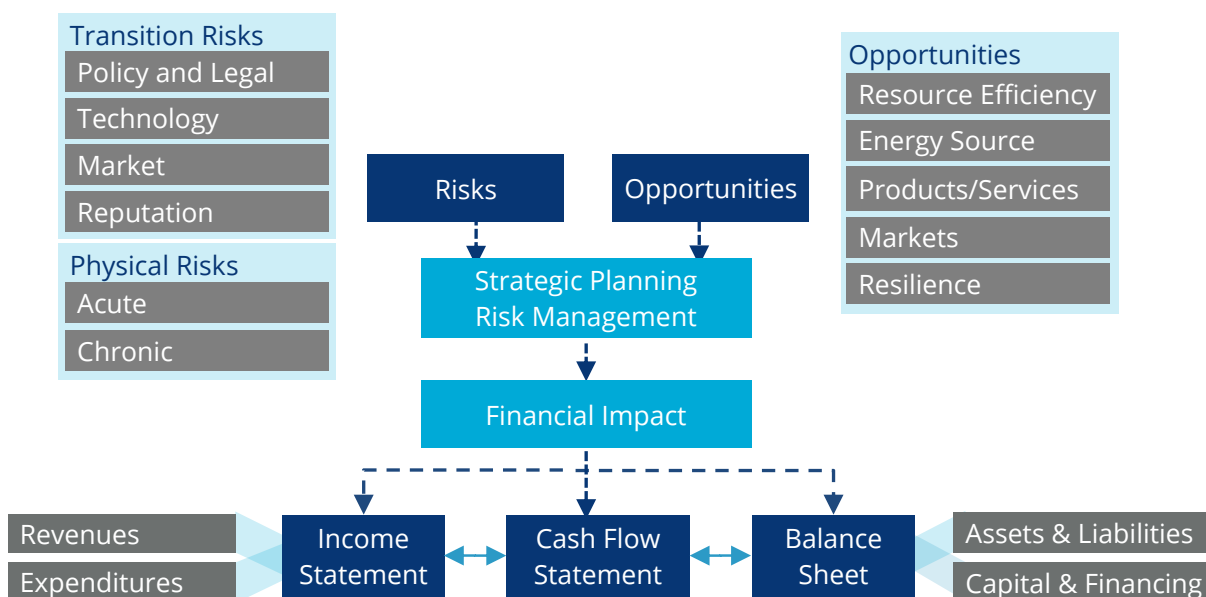 Transition Risks
Policy and Legal
Technology
Market
Reputation
Physical Risks
Acute
Chronic
Risks
Opportunities
Opportunities
Resource Efficiency
Energy Source
Products/Services
Markets
Resilience
Strategic Planning
Risk Management
Financial Impact
Revenues
Expenditures
Income
Statement
Cash Flow
Statement
Balance
Sheet
Assets & Liabilities
Capital & Financing